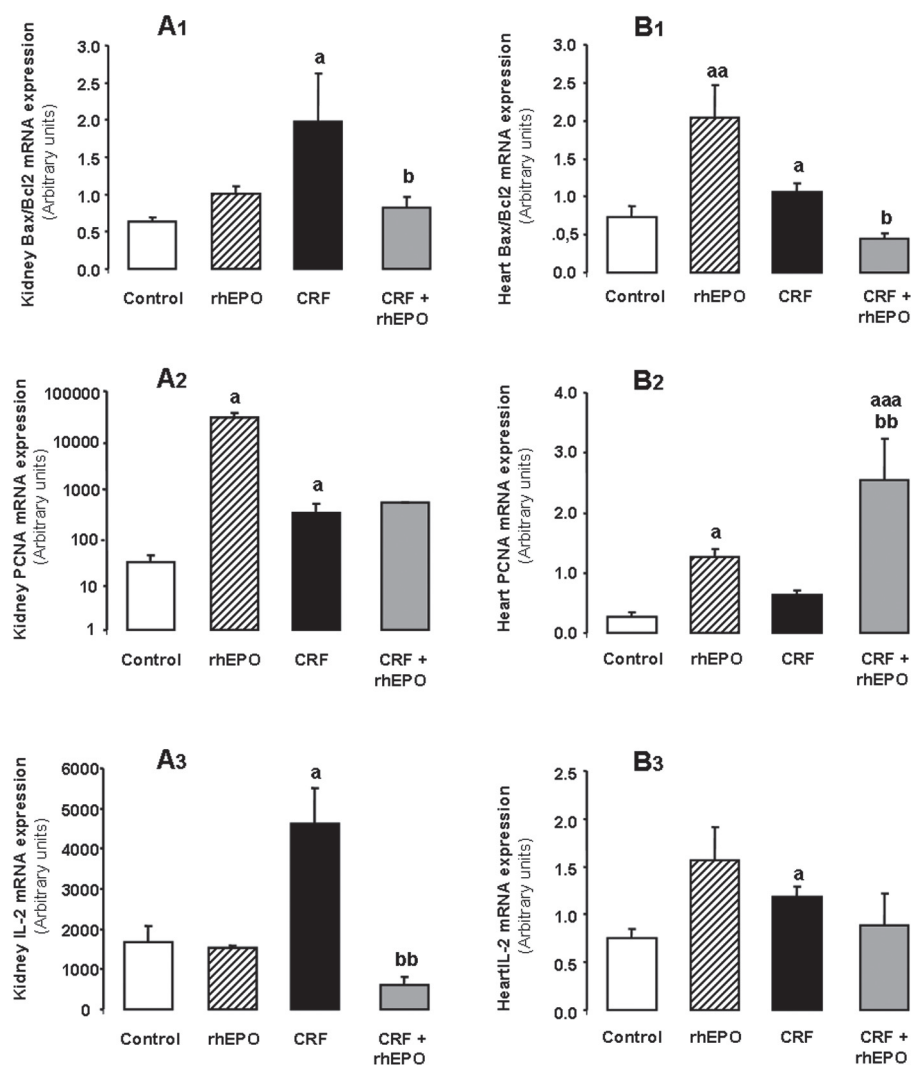 A1
Kidney Bax/Bcl2 mRNA expression
(Arbitrary units)
3.0
2.5
2.0
1.5
1.0
0.5
0.0
a
b
Control
rhEPO
CRF
CRF +
rhEPO
B1
Heart Bax/Bcl2 mRNA expression
(Arbitrary units)
3.0
2.5
2.0
1.5
1.0
.5
0.0
aa
a
b
Control
rhEPO
CRF
CRF +
rhEPO
A2
Kidney PCNA mRNA expression
(Arbitrary units)
100000
10000
1000
100
10
1
a
a
Control
rhEPO
CRF
CRF +
rhEPO
B2
Heart PCNA mRNA expression
(Arbitrary units)
4.0
3.0
2.0
1.0
0.0
a
aaa
bb
Control
rhEPO
CRF
CRF +
rhEPO
A3
Kidney IL-2 mRNA expression
(Arbitrary units)
6000
5000
4000
3000
2000
1000
0
a
bb
Control
rhEPO
CRF
CRF +
rhEPO
B3
HeartIL-2 mRNA expression
(Arbitrary units)
2.5
2.0
1.5
1.0
0.5
0.0
a
Control
rhEPO
CRF
CRF +
rhEPO